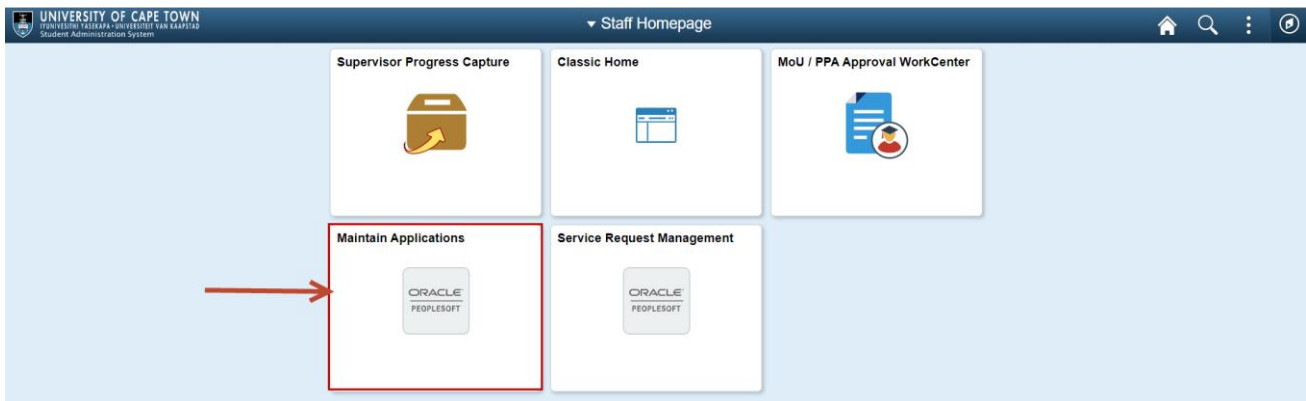 UNIVERSITY OF CAPE TOWN
IYUNIVESITHI YASEKAPA • UNIVERSITEIT VAN KAAPSTAD
Student Administration System
Staff Homepage
Supervisor Progress Capture
Classic Home
MoU / PPA Approval WorkCenter
Maintain Applications
Service Request Management
ORACLE
PEOPLESOFT
ORACLE
PEOPLESOFT